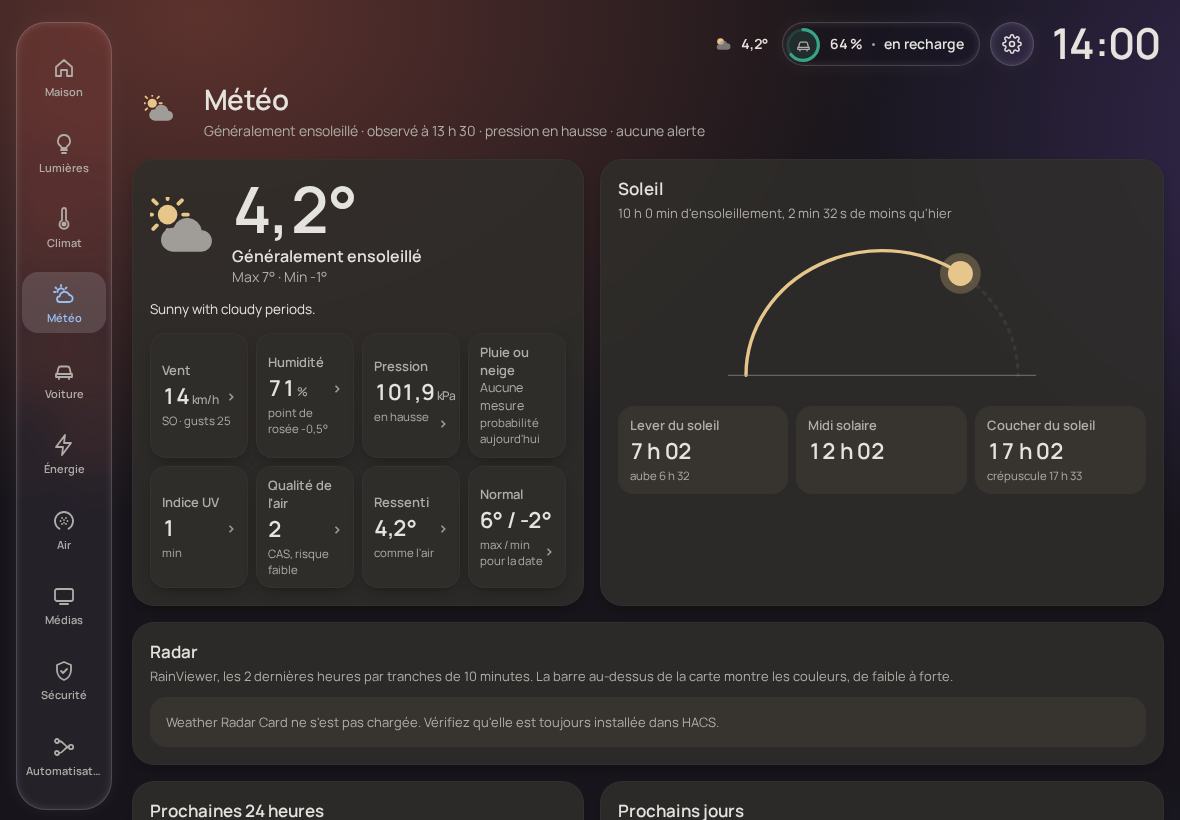 4,2°
64 % • en recharge
14:00
Maison
Lumières
Climat
Météo
Voiture
Énergie
Air
Médias
Sécurité
Automatisat…
Météo
Généralement ensoleillé · observé à 13 h 30 · pression en hausse · aucune alerte
4,2°
Généralement ensoleillé
Max 7° · Min -1°
Sunny with cloudy periods.
Vent
14 km/h
SO · gusts 25
Humidité
71 %
point de
rosée -0,5°
Pression
101,9 kPa
en hausse
Pluie ou
neige
Aucune
mesure
probabilité
aujourd'hui
Indice UV
1
min
Qualité de
l'air
2
CAS, risque
faible
Ressenti
4,2°
comme l'air
Normal
6° / -2°
max / min
pour la date
Soleil
10 h 0 min d'ensoleillement, 2 min 32 s de moins qu'hier
Lever du soleil
7 h 02
aube 6 h 32
Midi solaire
12 h 02
Coucher du soleil
17 h 02
crépuscule 17 h 33
Radar
RainViewer, les 2 dernières heures par tranches de 10 minutes. La barre au-dessus de la carte montre les couleurs, de faible à forte.
Weather Radar Card ne s'est pas chargée. Vérifiez qu'elle est toujours installée dans HACS.
Prochaines 24 heures
Prochains jours